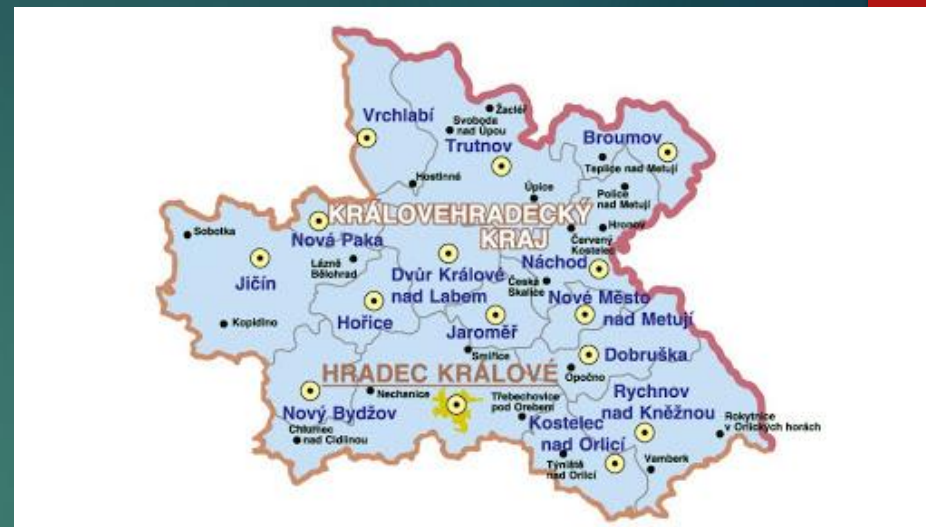 Žacléř
Vrchlabí
Svoboda
nad Úpou
Trutnov
Broumov
Teplice nad Metují
Hostinné
Úpice
Police
nad Metují
KRÁLOVEHRADECKÝ
KRAJ
Sobotka
Nová Paka
Hronov
Červený
Kostelec
Lázně
Bělohrad
Jičín
Dvůr Králové
nad Labem
Náchod
Česká
Skalice
Nové Město
nad Metují
Kopidlno
Hořice
Jaroměř
Smiřice
Dobruška
HRADEC KRÁLOVÉ
Opočno
Nechanice
Nový Bydžov
Třebechovice
pod Orebem
Rychnov
nad Kněžnou
Kostelec
nad Orlicí
Rokytnice
v Orlických horách
Chlumec
nad Cidlinou
Týniště
nad Orlicí
Vamberk